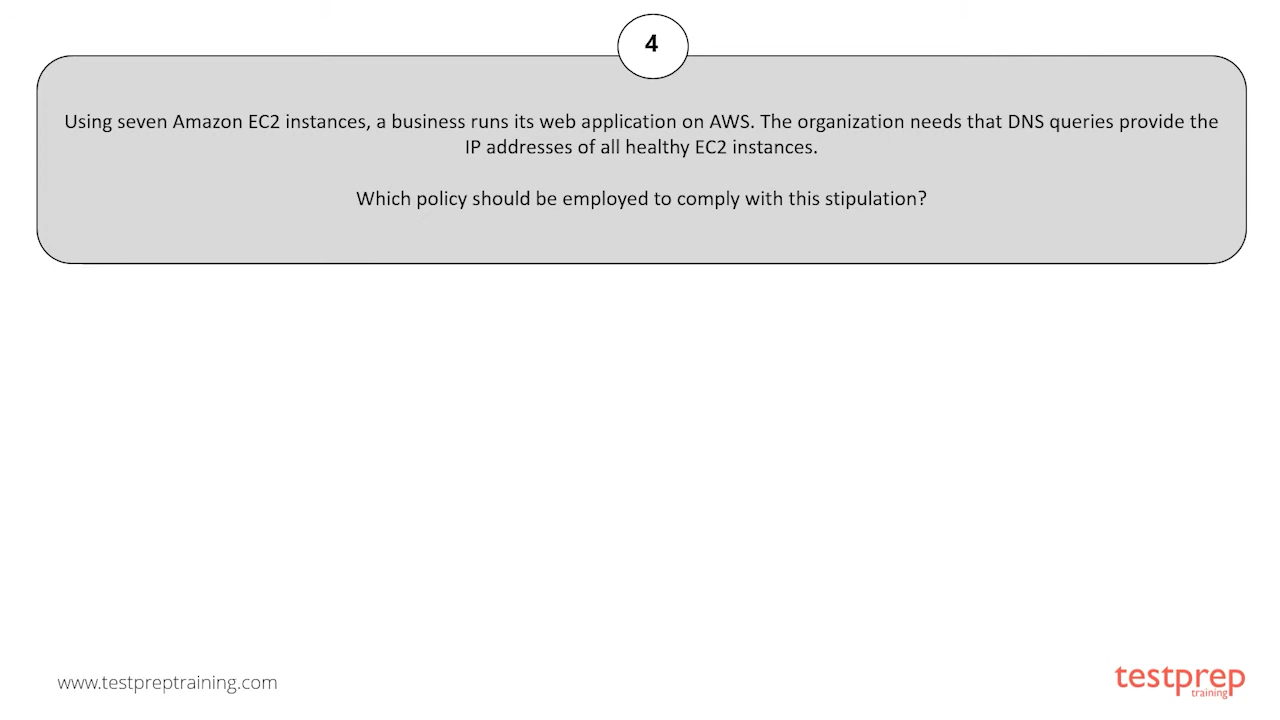 4
Using seven Amazon EC2 instances, a business runs its web application on AWS. The organization needs that DNS queries provide the
IP addresses of all healthy EC2 instances.
Which policy should be employed to comply with this stipulation?
www.testpreptraining.com
testprep
training